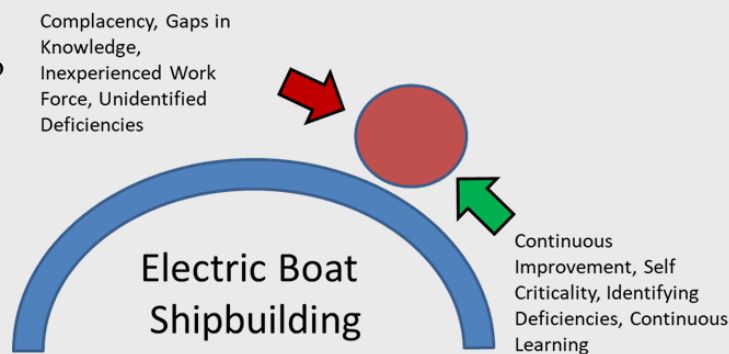 Complacency, Gaps in
Knowledge,
Inexperienced Work
Force, Unidentified
Deficiencies
Electric Boat
Shipbuilding
Continuous
Improvement, Self
Criticality, Identifying
Deficiencies, Continuous
Learning